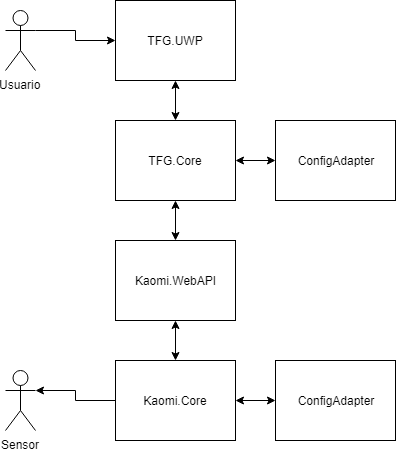 TFG.UWP
Usuario
TFG.Core
ConfigAdapter
Kaomi.WebAPI
Kaomi.Core
ConfigAdapter
Sensor